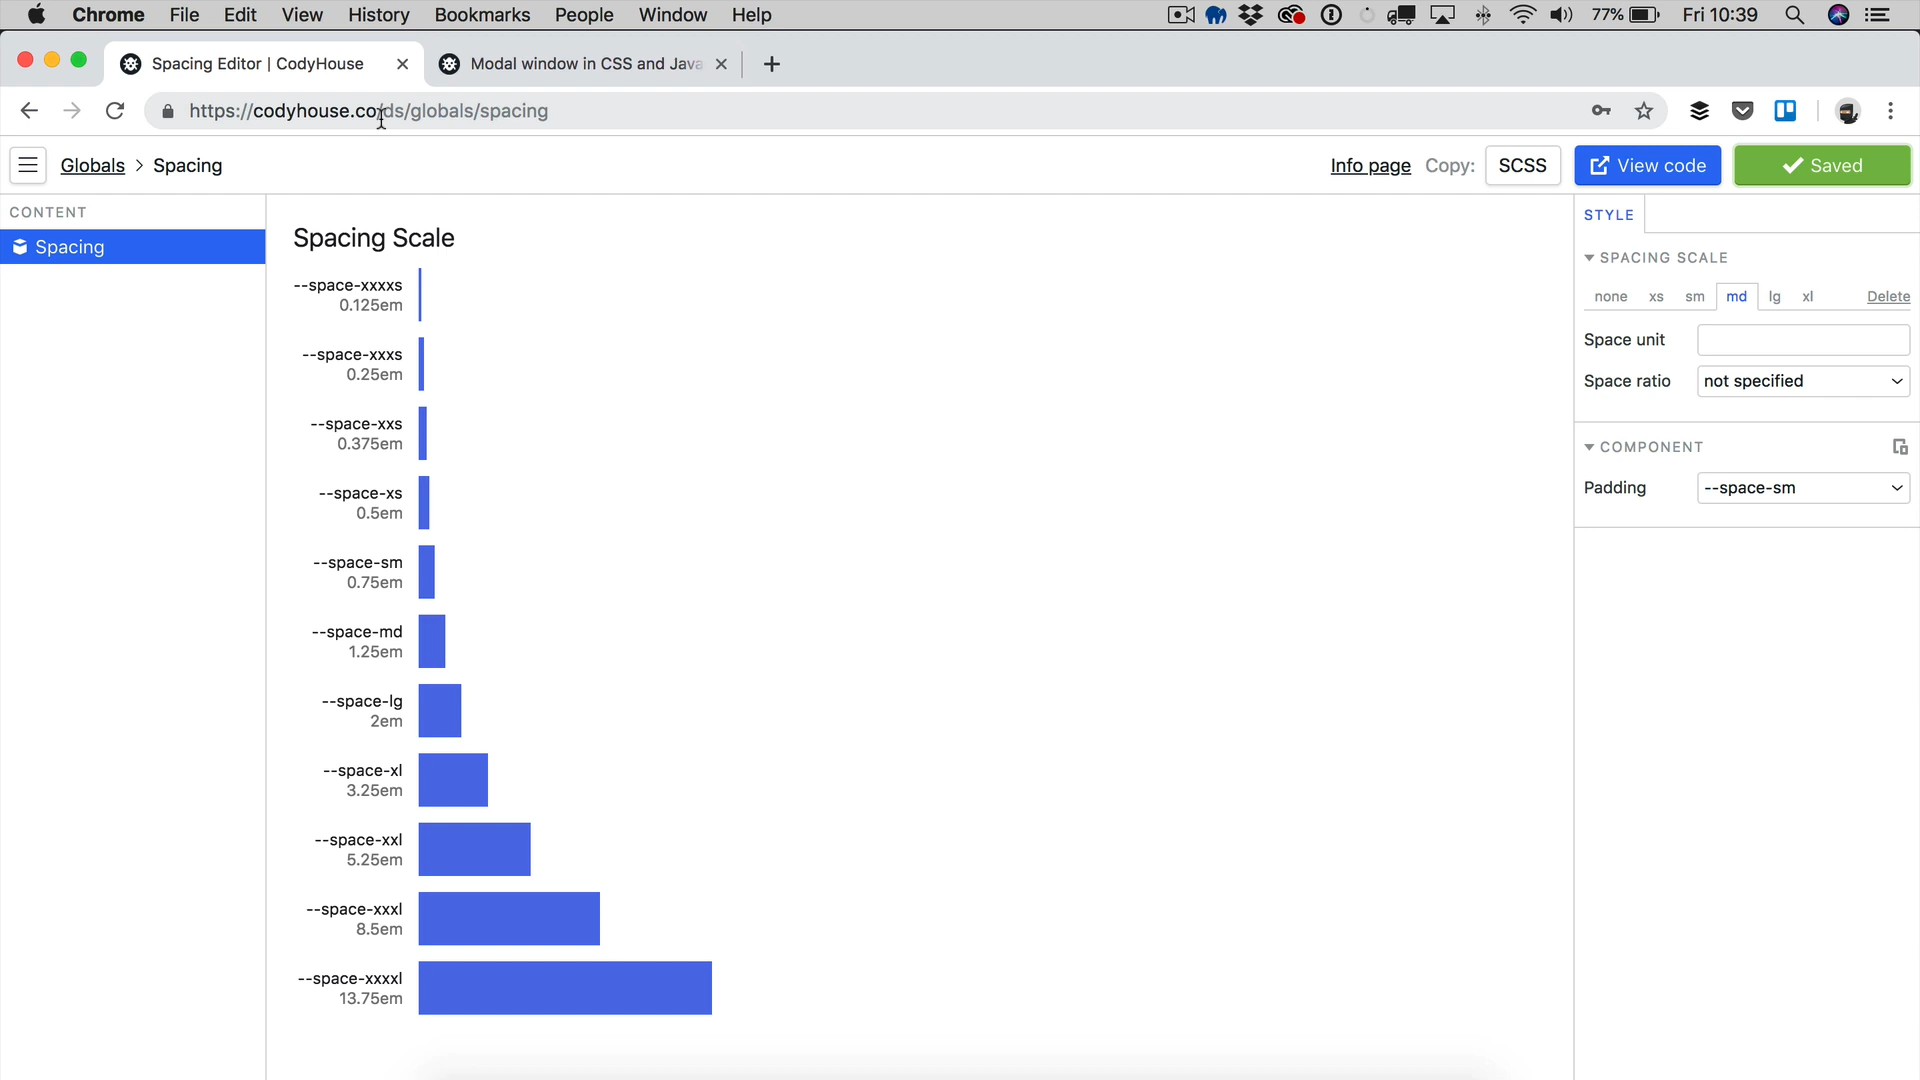 Chrome File Edit View History Bookmarks People Window Help 77% Fri 10:39
Spacing Editor | CodyHouse Modal window in CSS and Java
https://codyhouse.co/ds/globals/spacing
Globals > Spacing Info page Copy: SCSS View code Saved
CONTENT
Spacing
Spacing Scale
--space-xxxxs
0.125em
--space-xxxs
0.25em
--space-xxs
0.375em
--space-xs
0.5em
--space-sm
0.75em
--space-md
1.25em
--space-lg
2em
--space-xl
3.25em
--space-xxl
5.25em
--space-xxxl
8.5em
--space-xxxxl
13.75em
STYLE
SPACING SCALE
none xs sm md lg xl Delete
Space unit
Space ratio not specified
COMPONENT
Padding --space-sm